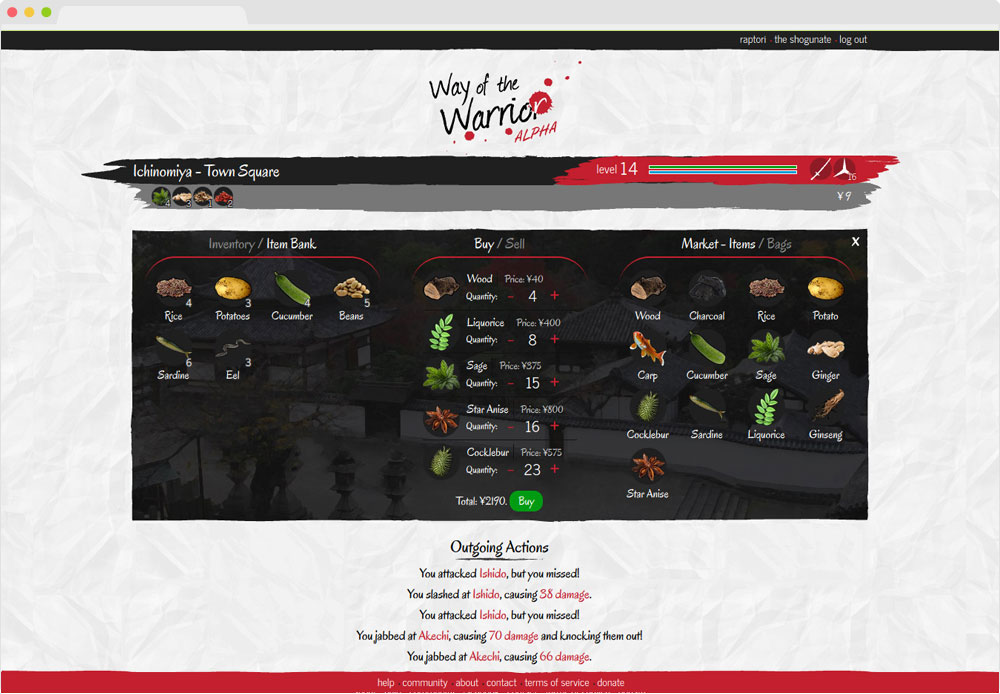 raptori · the shogunate · log out
Way of the
Warrior
ALPHA
Ichinomiya - Town Square
level 14
16
4 3 1 2
¥ 9
Inventory / Item Bank
Buy / Sell
Market - Items / Bags
X
4 3 4 5
Rice Potatoes Cucumber Beans
6 3
Sardine Eel
Wood Price: ¥40
Quantity: - 4 +
Liquorice Price: ¥400
Quantity: - 8 +
Sage Price: ¥375
Quantity: - 15 +
Star Anise Price: ¥800
Quantity: - 16 +
Cocklebur Price: ¥575
Quantity: - 23 +
Total: ¥2190. Buy
Wood Charcoal Rice Potato
Carp Cucumber Sage Ginger
Cocklebur Sardine Liquorice Ginseng
Star Anise
Outgoing Actions
You attacked Ishido, but you missed!
You slashed at Ishido, causing 38 damage.
You attacked Ishido, but you missed!
You jabbed at Akechi, causing 70 damage and knocking them out!
You jabbed at Akechi, causing 66 damage.
help · community · about · contact · terms of service · donate